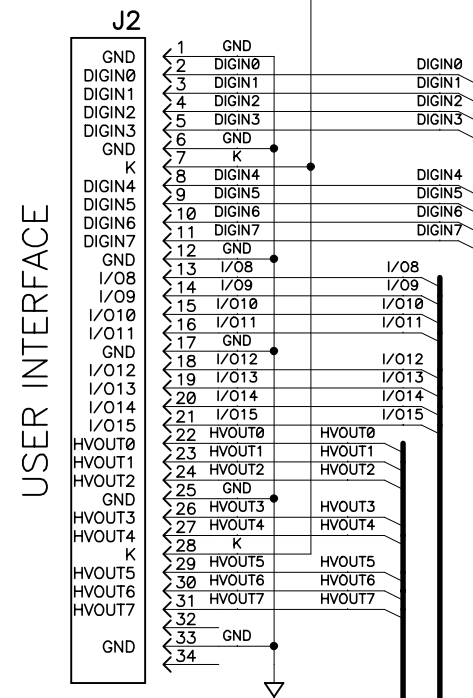 J2
USER INTERFACE
GND 1 GND
DIGIN0 2 DIGIN0 DIGIN0
DIGIN1 3 DIGIN1 DIGIN1
DIGIN2 4 DIGIN2 DIGIN2
DIGIN3 5 DIGIN3 DIGIN3
GND 6 GND
K 7 K
DIGIN4 8 DIGIN4 DIGIN4
DIGIN5 9 DIGIN5 DIGIN5
DIGIN6 10 DIGIN6 DIGIN6
DIGIN7 11 DIGIN7 DIGIN7
GND 12 GND
I/O8 13 I/O8 I/O8
I/O9 14 I/O9 I/O9
I/O10 15 I/O10 I/O10
I/O11 16 I/O11 I/O11
GND 17 GND
I/O12 18 I/O12 I/O12
I/O13 19 I/O13 I/O13
I/O14 20 I/O14 I/O14
I/O15 21 I/O15 I/O15
HVOUT0 22 HVOUT0 HVOUT0
HVOUT1 23 HVOUT1 HVOUT1
HVOUT2 24 HVOUT2 HVOUT2
GND 25 GND
HVOUT3 26 HVOUT3 HVOUT3
HVOUT4 27 HVOUT4 HVOUT4
K 28 K
HVOUT5 29 HVOUT5 HVOUT5
HVOUT6 30 HVOUT6 HVOUT6
HVOUT7 31 HVOUT7 HVOUT7
32
GND 33 GND
34